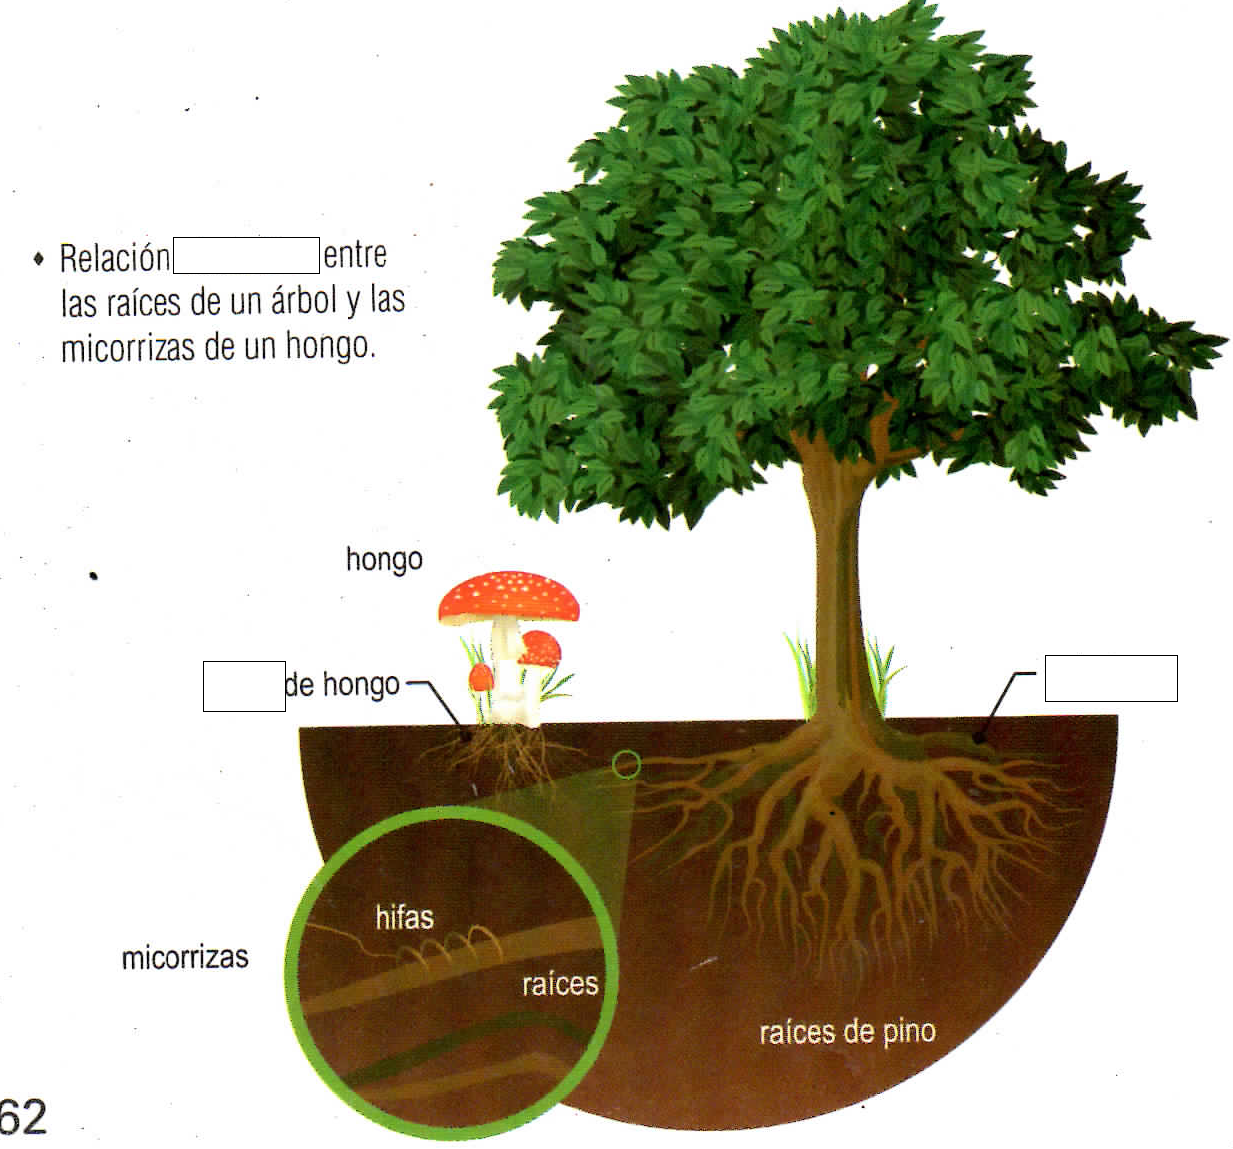 Relación entre
las raíces de un árbol y las
micorrizas de un hongo.
hongo
de hongo
hifas
micorrizas
raíces
raíces de pino
62